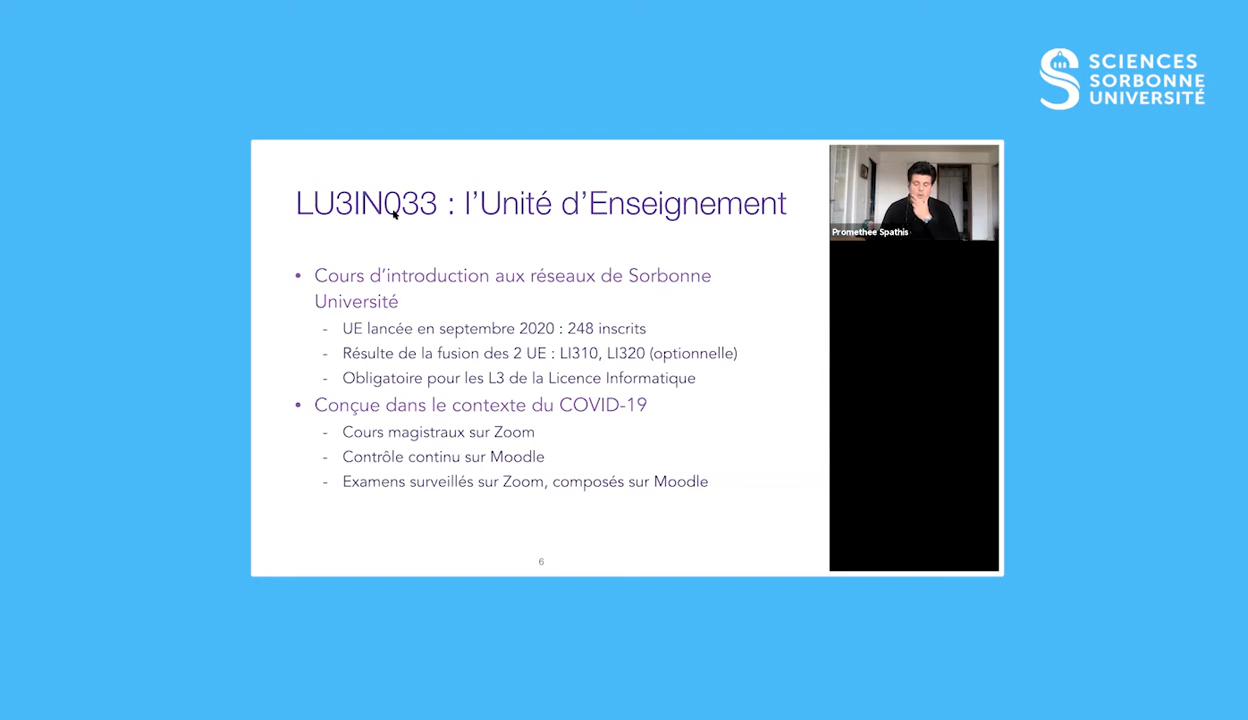 SCIENCES
SORBONNE
UNIVERSITÉ
LU3IN033 : l’Unité d’Enseignement
Promethee Spathis
• Cours d’introduction aux réseaux de Sorbonne
Université
- UE lancée en septembre 2020 : 248 inscrits
- Résulte de la fusion des 2 UE : LI310, LI320 (optionnelle)
- Obligatoire pour les L3 de la Licence Informatique
• Conçue dans le contexte du COVID-19
- Cours magistraux sur Zoom
- Contrôle continu sur Moodle
- Examens surveillés sur Zoom, composés sur Moodle
6